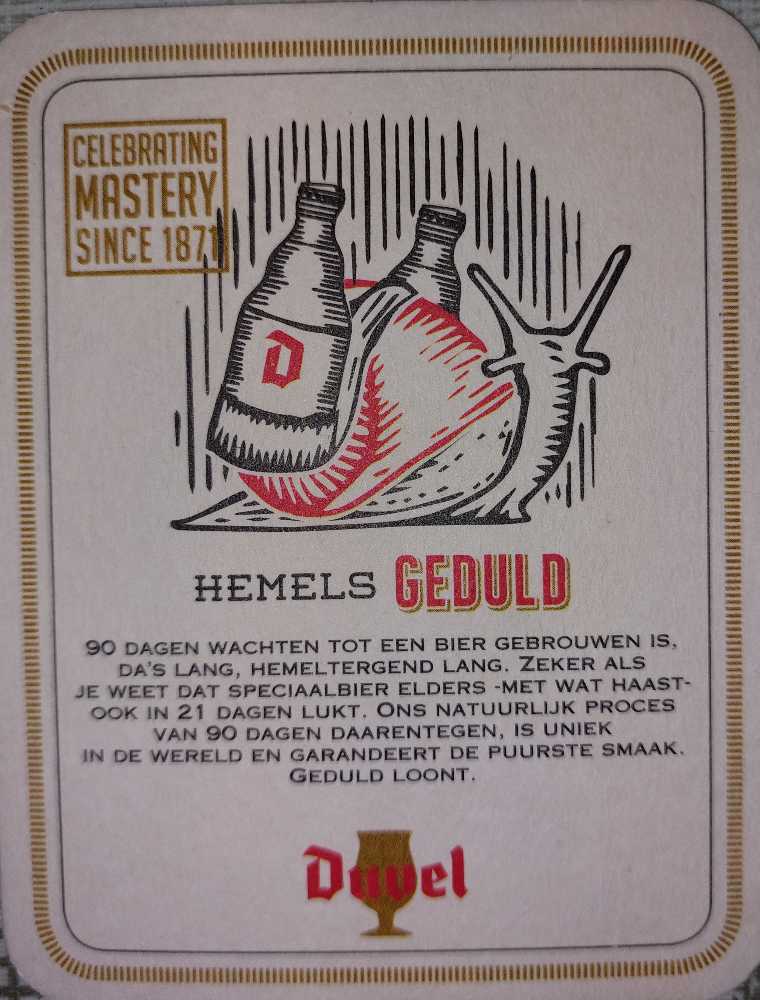 CELEBRATING
MASTERY
SINCE 1871
D
HEMELS GEDULD
90 DAGEN WACHTEN TOT EEN BIER GEBROUWEN IS,
DA'S LANG, HEMELTERGEND LANG. ZEKER ALS
JE WEET DAT SPECIAALBIER ELDERS -MET WAT HAAST-
OOK IN 21 DAGEN LUKT. ONS NATUURLIJK PROCES
VAN 90 DAGEN DAARENTEGEN, IS UNIEK
IN DE WERELD EN GARANDEERT DE PUURSTE SMAAK.
GEDULD LOONT.
Duvel